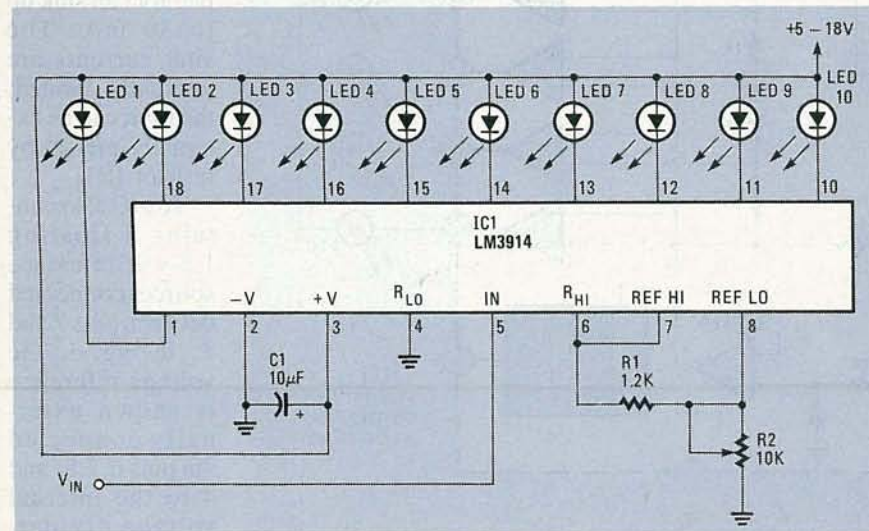 +5 – 18V
LED 1
LED 2
LED 3
LED 4
LED 5
LED 6
LED 7
LED 8
LED 9
LED
10
18
17
16
15
14
13
12
11
10
IC1
LM3914
–V
+V
RLO
IN
RHI
REF HI
REF LO
1
2
3
4
5
6
7
8
C1
10µF
+
R1
1.2K
R2
10K
VIN